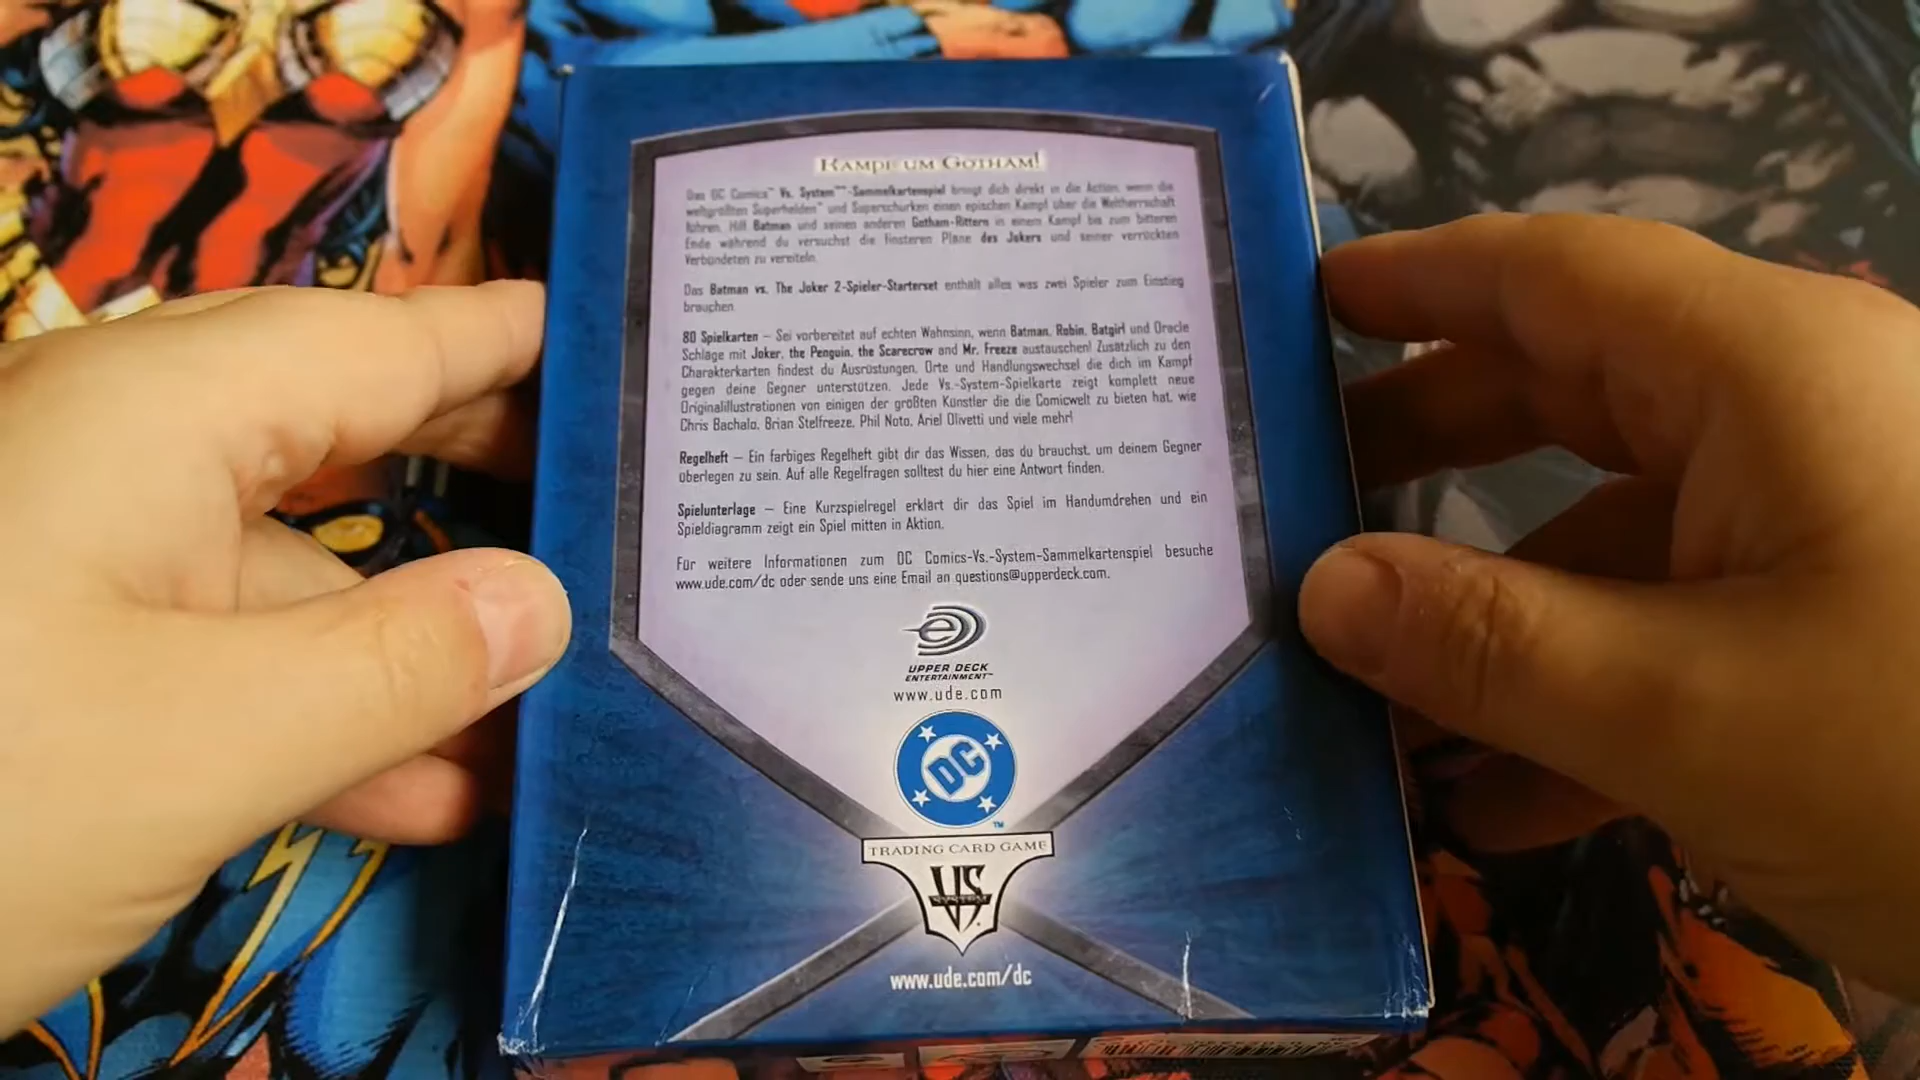 KAMPF UM GOTHAM!
Das DC Comics™ Vs. System™-Sammelkartenspiel bringt dich direkt in die Action, wenn die
weltgrößten Superhelden™ und Superschurken einen epischen Kampf über die Weltherrschaft
führen. Hilf Batman und seinen anderen Gotham-Rittern in einem Kampf bis zum bitteren
Ende während du versuchst die finsteren Pläne des Jokers und seiner verrückten
Verbündeten zu vereiteln.
Das Batman vs. The Joker 2-Spieler-Starterset enthält alles was zwei Spieler zum Einstieg
brauchen.
80 Spielkarten – Sei vorbereitet auf echten Wahnsinn, wenn Batman, Robin, Batgirl und Oracle
Schläge mit Joker, the Penguin, the Scarecrow and Mr. Freeze austauschen! Zusätzlich zu den
Charakterkarten findest du Ausrüstungen, Orte und Handlungswechsel die dich im Kampf
gegen deine Gegner unterstützen. Jede Vs.-System-Spielkarte zeigt komplett neue
Originalillustrationen von einigen der größten Künstler die die Comicwelt zu bieten hat, wie
Chris Bachalo, Brian Stelfreeze, Phil Noto, Ariel Olivetti und viele mehr!
Regelheft – Ein farbiges Regelheft gibt dir das Wissen, das du brauchst, um deinem Gegner
überlegen zu sein. Auf alle Regelfragen solltest du hier eine Antwort finden.
Spielunterlage – Eine Kurzspielregel erklärt dir das Spiel im Handumdrehen und ein
Spieldiagramm zeigt ein Spiel mitten in Aktion.
Für weitere Informationen zum DC Comics-Vs.-System-Sammelkartenspiel besuche
www.ude.com/dc oder sende uns eine Email an questions@upperdeck.com.
UPPER DECK
ENTERTAINMENT™
www.ude.com
DC
™
TRADING CARD GAME
VS
SYSTEM
www.ude.com/dc